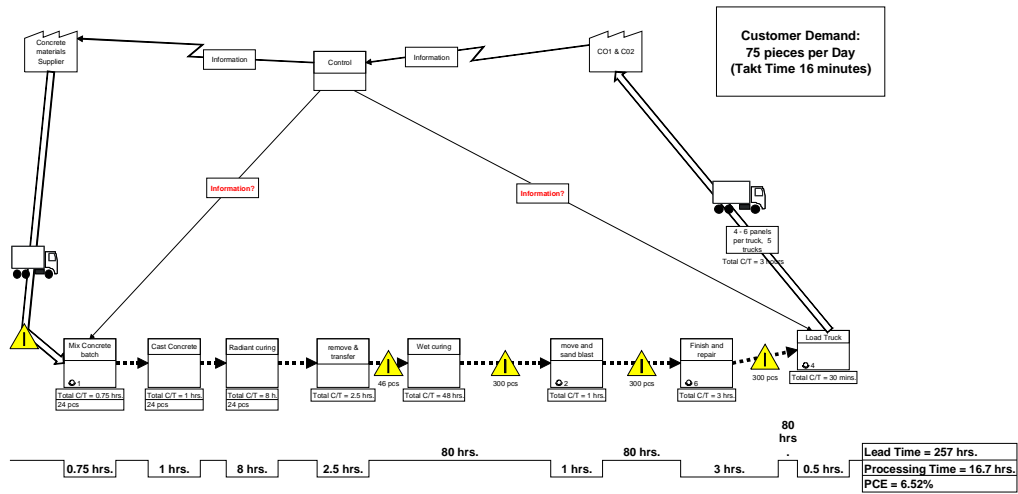 Concrete
materials
Supplier
Information
Control
Information
CO1 & C02
Customer Demand:
75 pieces per Day
(Takt Time 16 minutes)
Information?
Information?
4 - 6 panels
per truck, 5
trucks
Total C/T = 3 hours
Mix Concrete
batch
1
Total C/T = 0.75 hrs.
24 pcs
Cast Concrete
Total C/T = 1 hrs.
24 pcs
Radiant curing
Total C/T = 8 h.
24 pcs
remove &
transfer
Total C/T = 2.5 hrs.
I
46 pcs
Wet curing
Total C/T = 48 hrs.
I
300 pcs
move and
sand blast
2
Total C/T = 1 hrs.
I
300 pcs
Finish and
repair
6
Total C/T = 3 hrs.
I
300 pcs
Load Truck
4
Total C/T = 30 mins.
I
0.75 hrs.
1 hrs.
8 hrs.
2.5 hrs.
80 hrs.
1 hrs.
80 hrs.
3 hrs.
80
hrs
.
0.5 hrs.
Lead Time = 257 hrs.
Processing Time = 16.7 hrs.
PCE = 6.52%